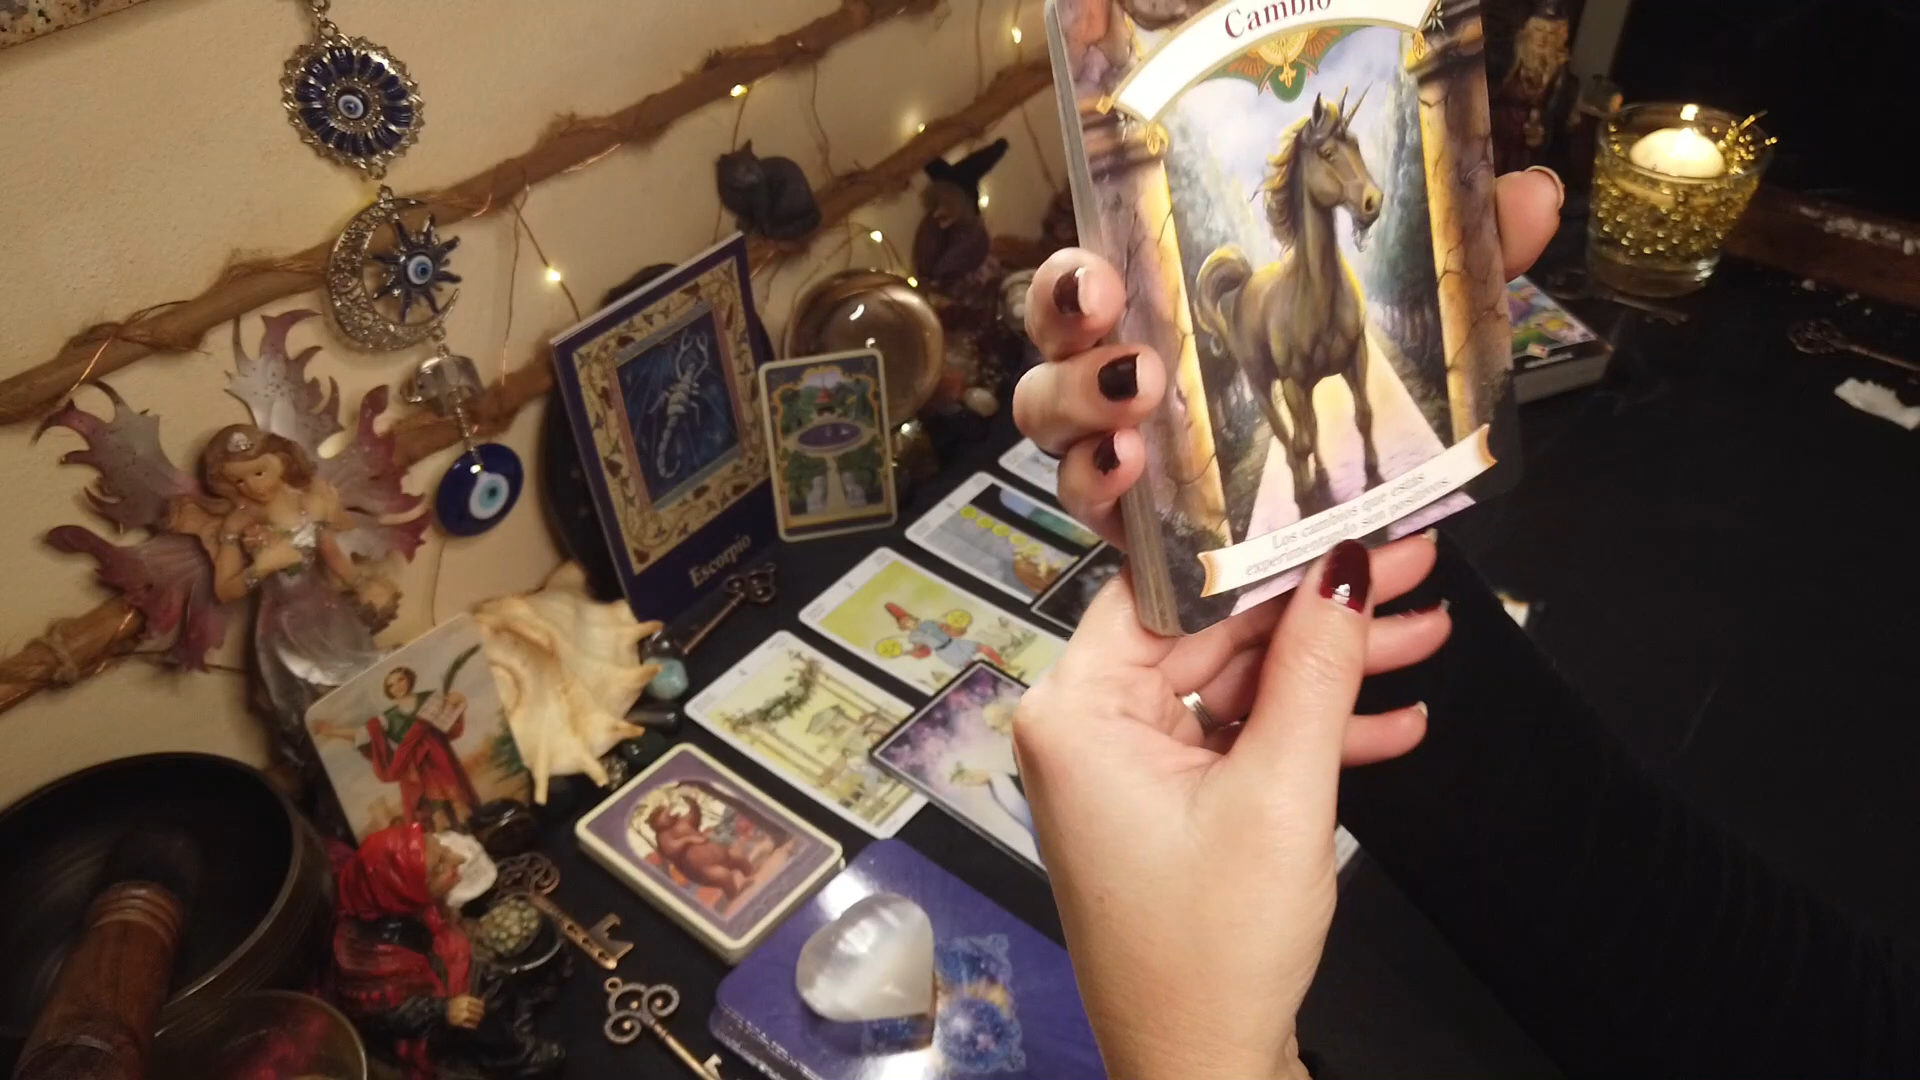 Cambio
Los cambios que estás
experimentando son positivos
Escorpio